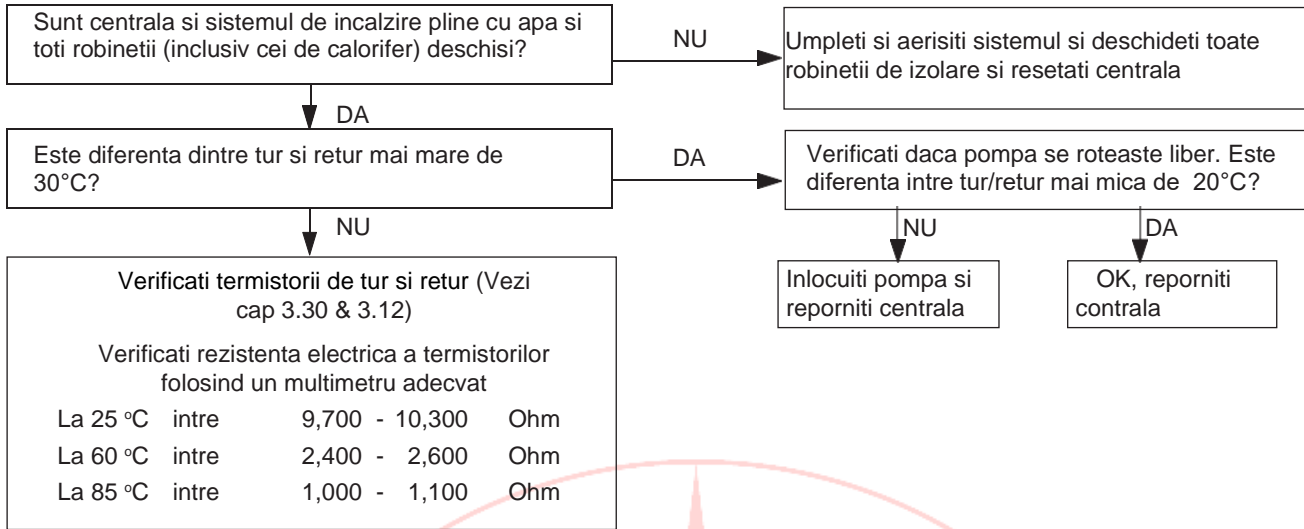 Sunt centrala si sistemul de incalzire pline cu apa si
toti robinetii (inclusiv cei de calorifer) deschisi?
NU
Umpleti si aerisiti sistemul si deschideti toate
robinetii de izolare si resetati centrala
DA
Este diferenta dintre tur si retur mai mare de
30°C?
DA
Verificati daca pompa se roteaste liber. Este
diferenta intre tur/retur mai mica de 20°C?
NU
NU
DA
Inlocuiti pompa si
reporniti centrala
OK, reporniti
contrala
Verificati termistorii de tur si retur (Vezi
cap 3.30 & 3.12)
Verificati rezistenta electrica a termistorilor
folosind un multimetru adecvat
La 25 °C intre 9,700 - 10,300 Ohm
La 60 °C intre 2,400 - 2,600 Ohm
La 85 °C intre 1,000 - 1,100 Ohm